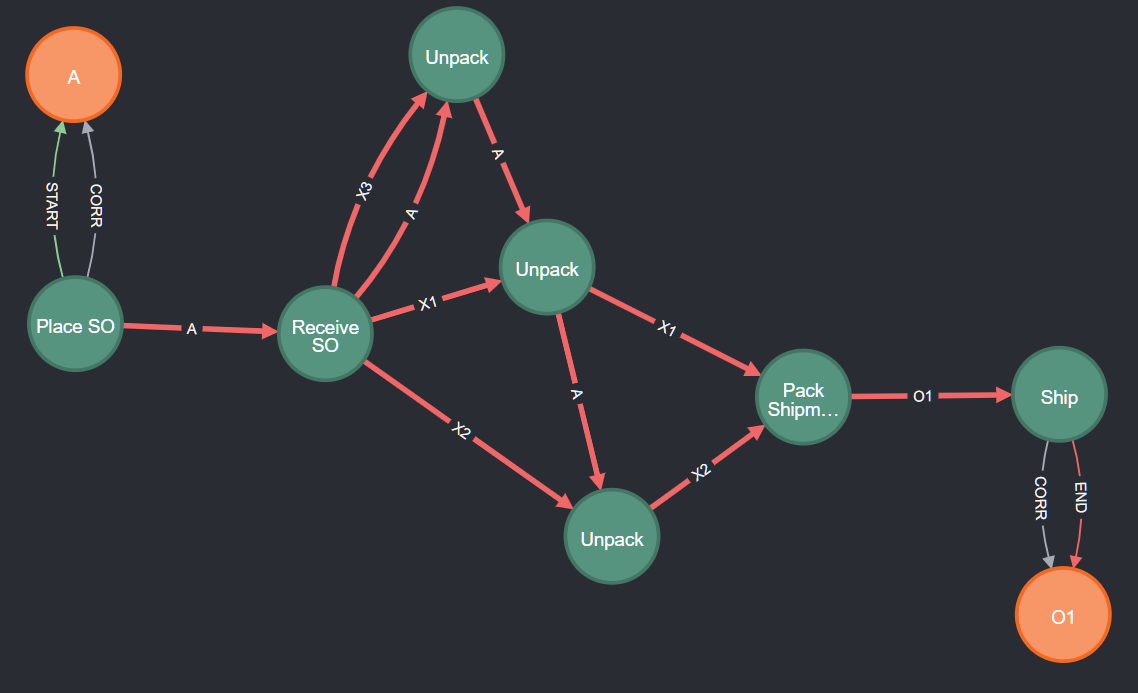 Unpack
A
START
CORR
X3
A
A
Unpack
X1
Place SO
A
Receive
SO
X1
A
Pack
Shipm...
O1
Ship
X2
X2
CORR
END
Unpack
O1